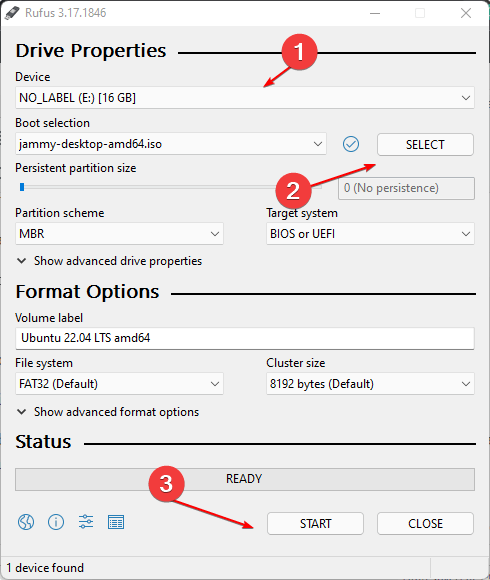 Rufus 3.17.1846
Drive Properties
1
Device
NO_LABEL (E:) [16 GB]
Boot selection
jammy-desktop-amd64.iso
SELECT
Persistent partition size
2
0 (No persistence)
Partition scheme
Target system
MBR
BIOS or UEFI
Show advanced drive properties
Format Options
Volume label
Ubuntu 22.04 LTS amd64
File system
Cluster size
FAT32 (Default)
8192 bytes (Default)
Show advanced format options
Status
READY
3
START
CLOSE
1 device found